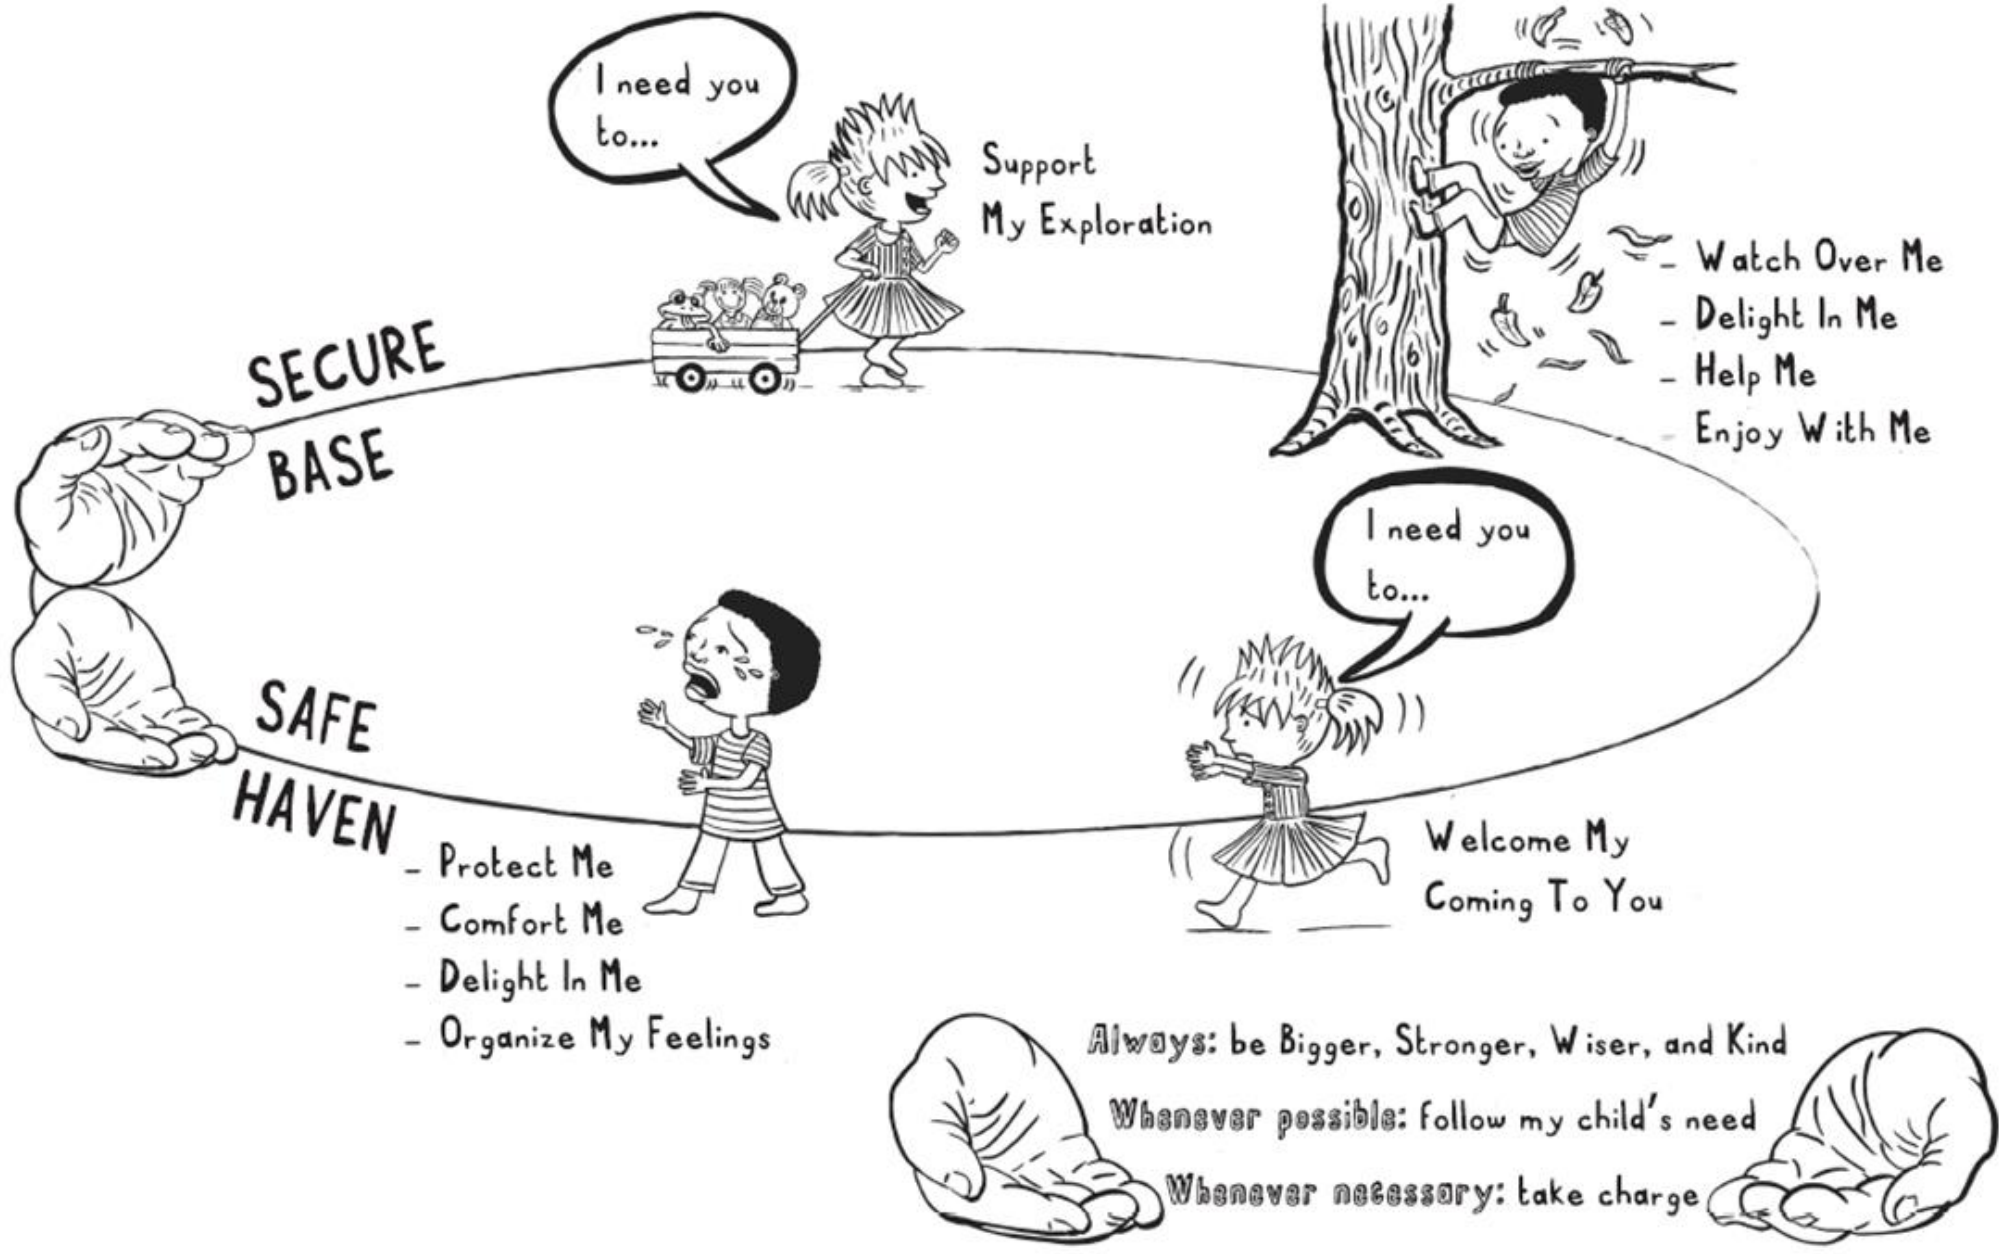 I need you
to...
Support
My Exploration
- Watch Over Me
- Delight In Me
- Help Me
- Enjoy With Me
SECURE
BASE
I need you
to...
Welcome My
Coming To You
SAFE
HAVEN
- Protect Me
- Comfort Me
- Delight In Me
- Organize My Feelings
Always: be Bigger, Stronger, Wiser, and Kind
Whenever possible: follow my child's need
Whenever necessary: take charge